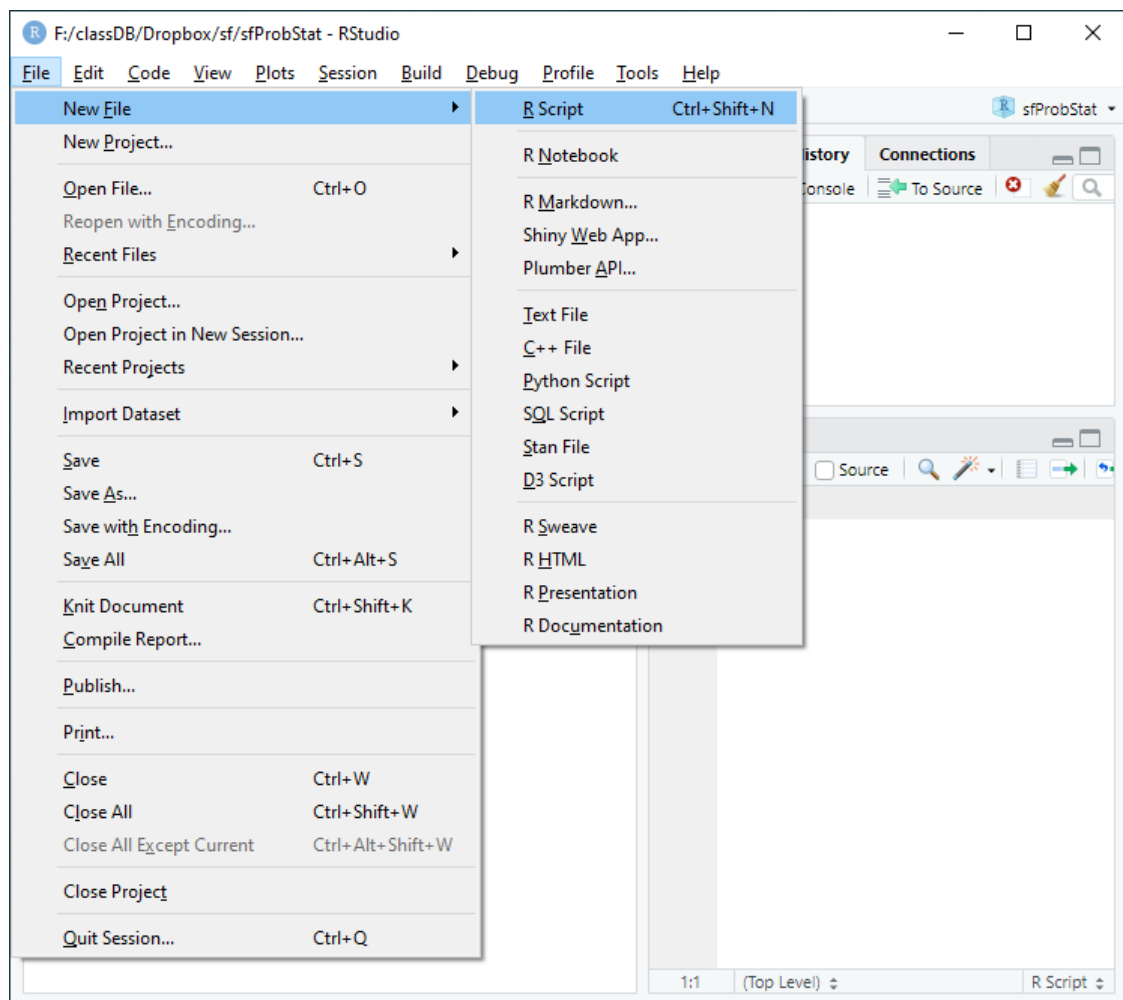 R F:/classDB/Dropbox/sf/sfProbStat - RStudio
File Edit Code View Plots Session Build Debug Profile Tools Help
New File
New Project...
Open File... Ctrl+O
Reopen with Encoding...
Recent Files
Open Project...
Open Project in New Session...
Recent Projects
Import Dataset
Save Ctrl+S
Save As...
Save with Encoding...
Save All Ctrl+Alt+S
Knit Document Ctrl+Shift+K
Compile Report...
Publish...
Print...
Close Ctrl+W
Close All Ctrl+Shift+W
Close All Except Current Ctrl+Alt+Shift+W
Close Project
Quit Session... Ctrl+Q
R Script Ctrl+Shift+N
R Notebook
R Markdown...
Shiny Web App...
Plumber API...
Text File
C++ File
Python Script
SQL Script
Stan File
D3 Script
R Sweave
R HTML
R Presentation
R Documentation
R sfProbStat
istory Connections
onsole To Source
Source
1:1 (Top Level) R Script